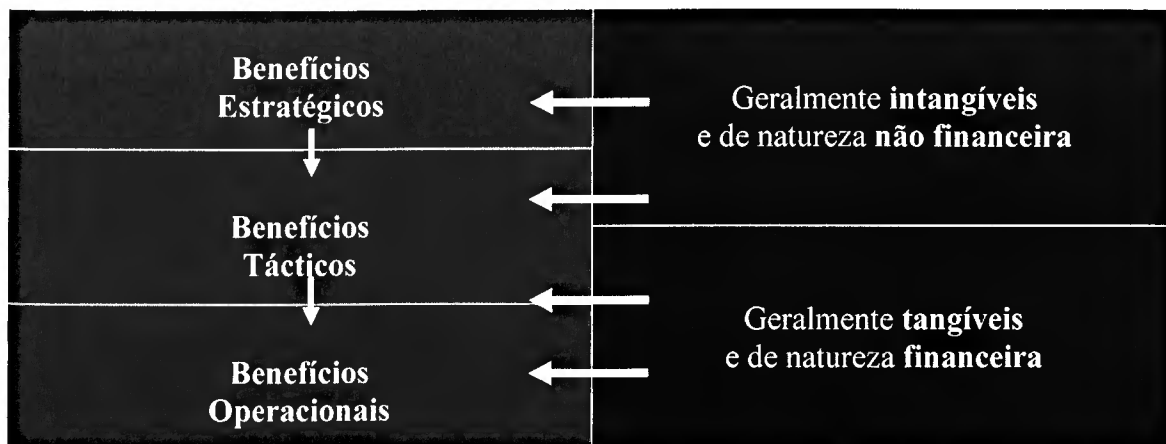 Benefícios
Estratégicos
Geralmente intangíveis
e de natureza não financeira
Benefícios
Tácticos
Geralmente tangíveis
e de natureza financeira
Benefícios
Operacionais